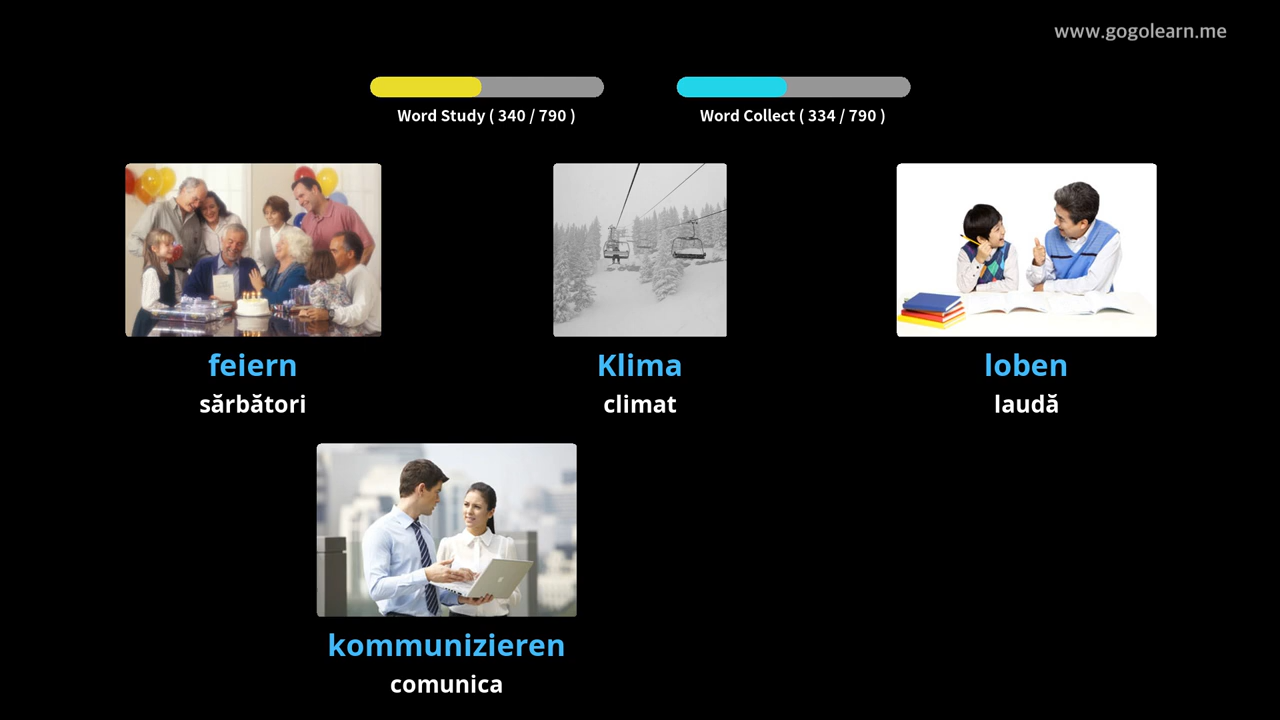 www.gogolearn.me
Word Study ( 340 / 790 )
Word Collect ( 334 / 790 )
feiern
sărbători
Klima
climat
loben
laudă
kommunizieren
comunica